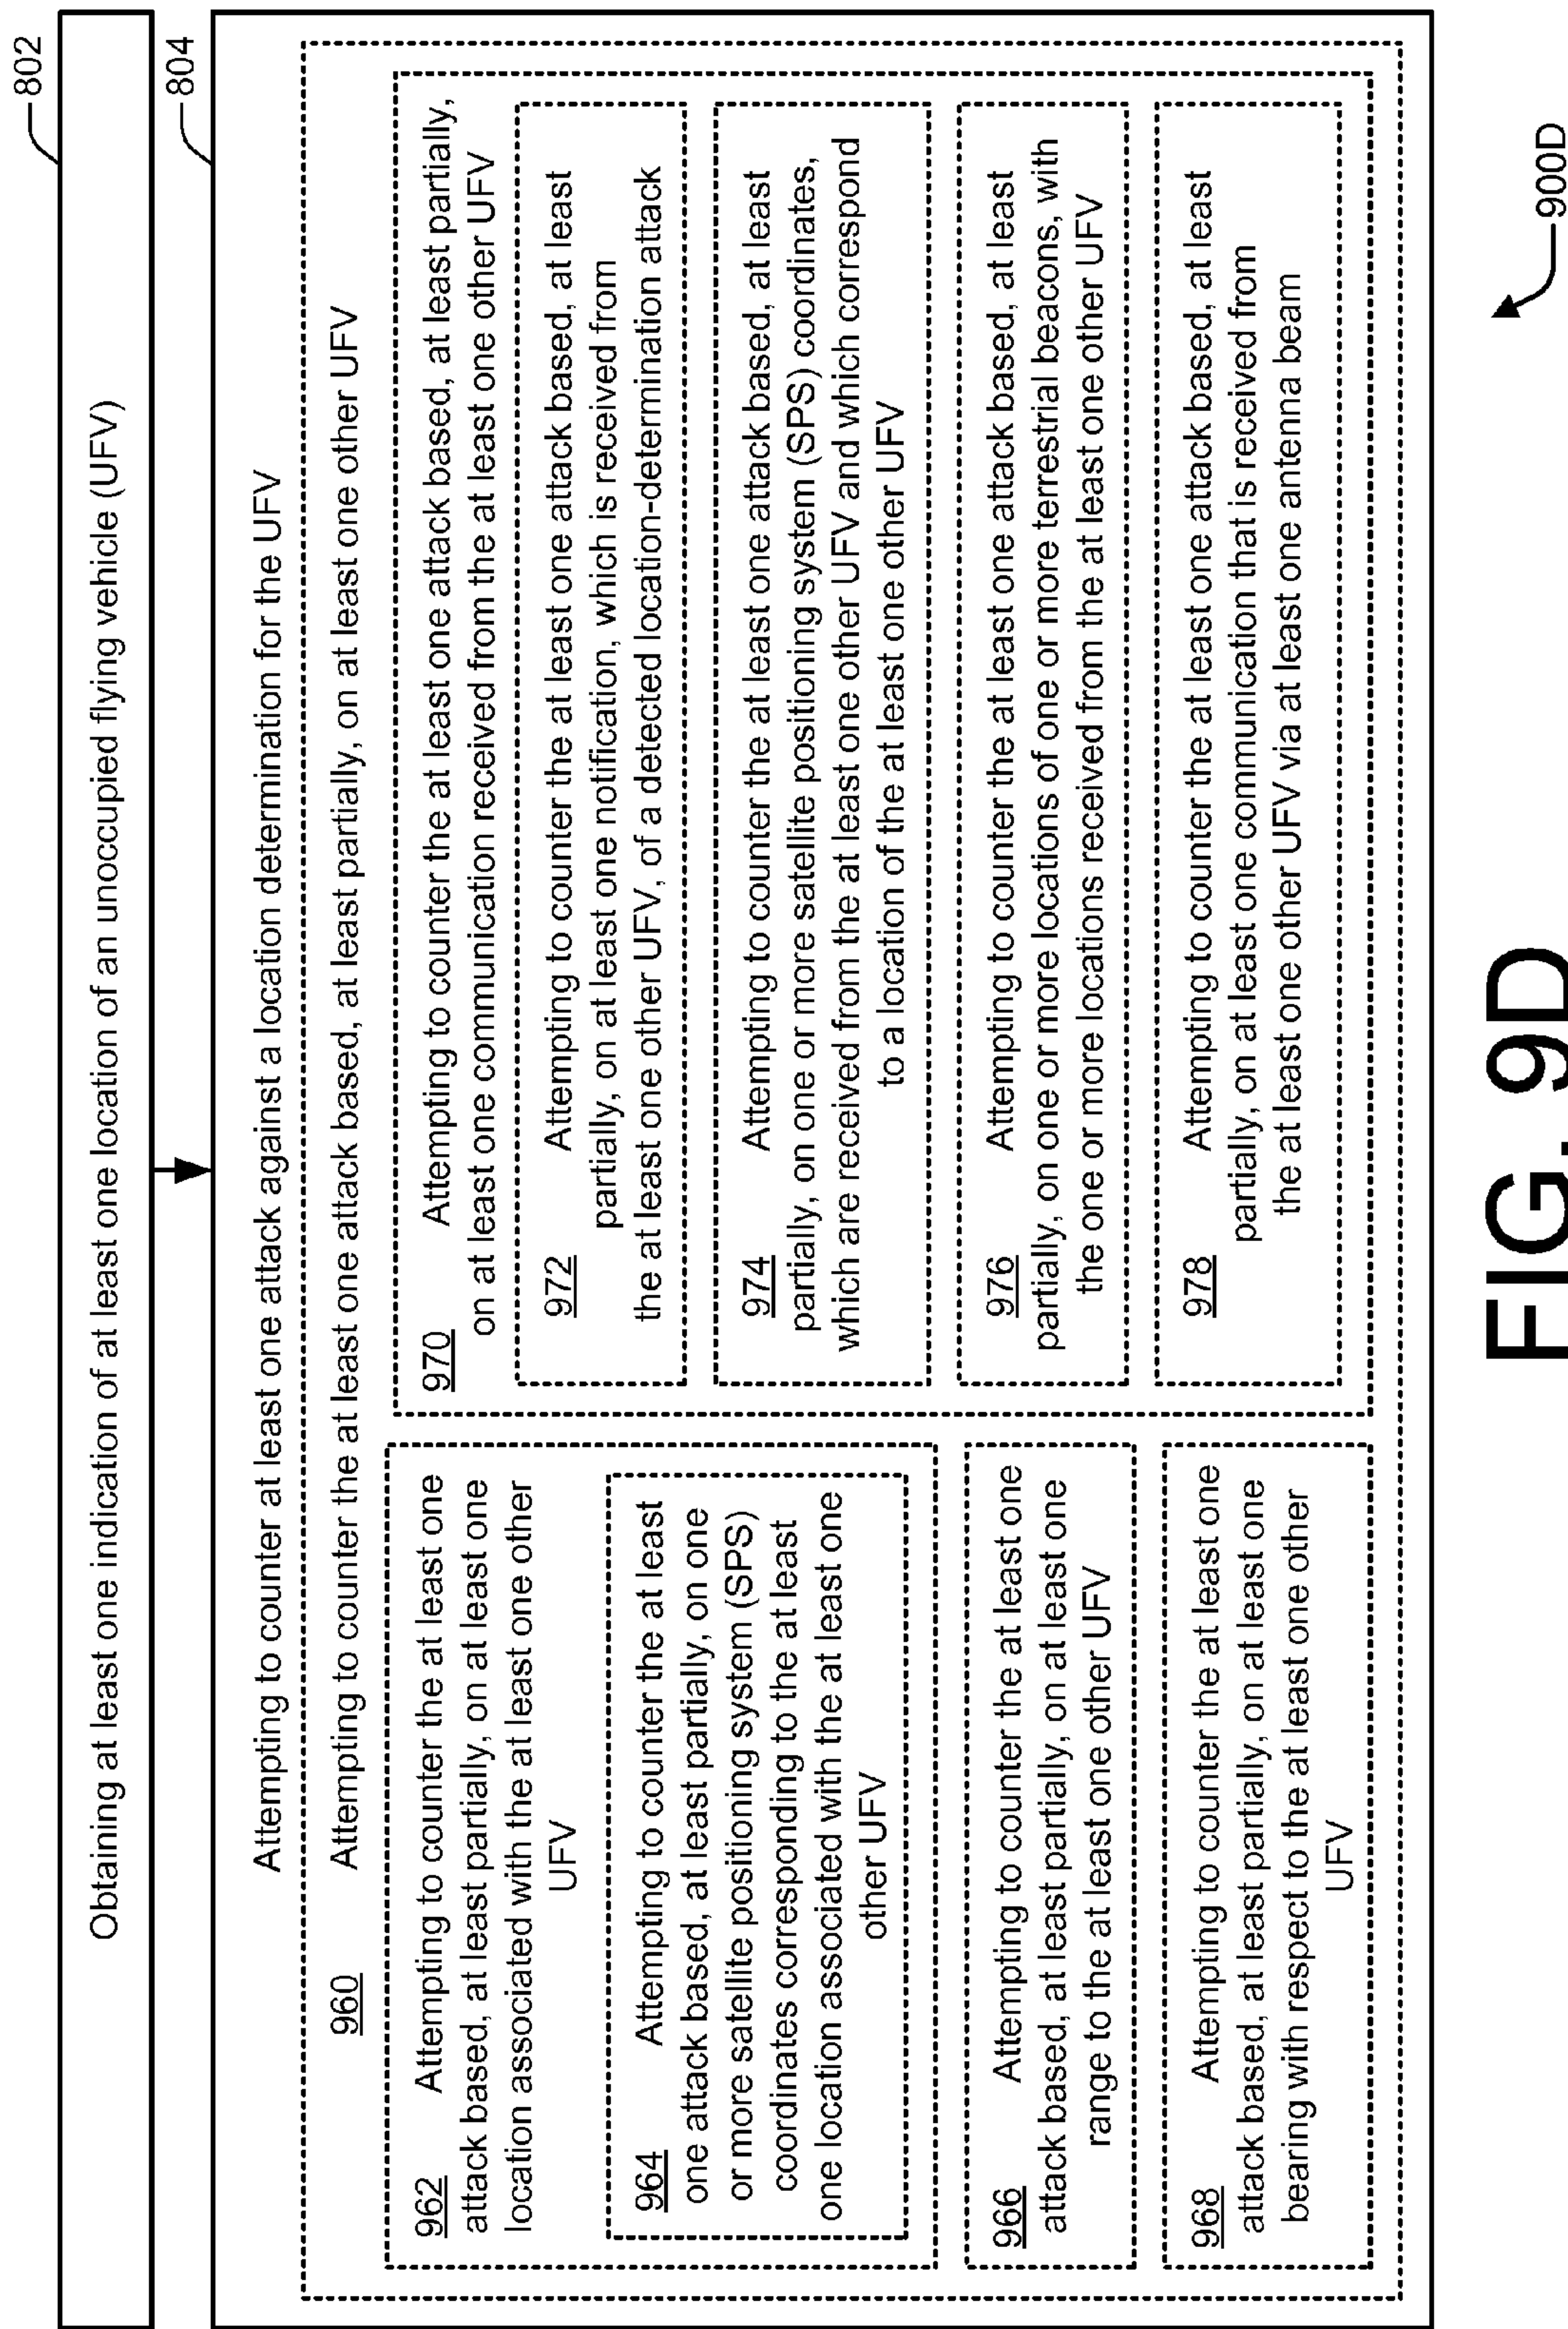 802
Obtaining at least one indication of at least one location of an unoccupied flying vehicle (UFV)
804
Attempting to counter at least one attack against a location determination for the UFV
960 Attempting to counter the at least one attack based, at least partially, on at least one other UFV
962 Attempting to counter the at least one
attack based, at least partially, on at least one
location associated with the at least one other
UFV
964 Attempting to counter the at least
one attack based, at least partially, on one
or more satellite positioning system (SPS)
coordinates corresponding to the at least
one location associated with the at least one
other UFV
966 Attempting to counter the at least one
attack based, at least partially, on at least one
range to the at least one other UFV
968 Attempting to counter the at least one
attack based, at least partially, on at least one
bearing with respect to the at least one other
UFV
970 Attempting to counter the at least one attack based, at least partially,
on at least one communication received from the at least one other UFV
972 Attempting to counter the at least one attack based, at least
partially, on at least one notification, which is received from
the at least one other UFV, of a detected location-determination attack
974 Attempting to counter the at least one attack based, at least
partially, on one or more satellite positioning system (SPS) coordinates,
which are received from the at least one other UFV and which correspond
to a location of the at least one other UFV
976 Attempting to counter the at least one attack based, at least
partially, on one or more locations of one or more terrestrial beacons, with
the one or more locations received from the at least one other UFV
978 Attempting to counter the at least one attack based, at least
partially, on at least one communication that is received from
the at least one other UFV via at least one antenna beam
900D
FIG. 9D